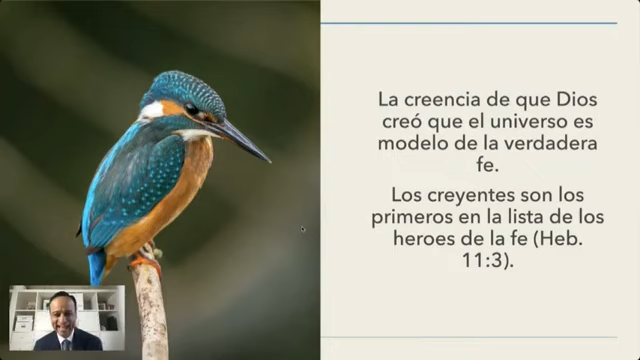 La creencia de que Dios
creó que el universo es
modelo de la verdadera
fe.
Los creyentes son los
primeros en la lista de los
heroes de la fe (Heb.
11:3).